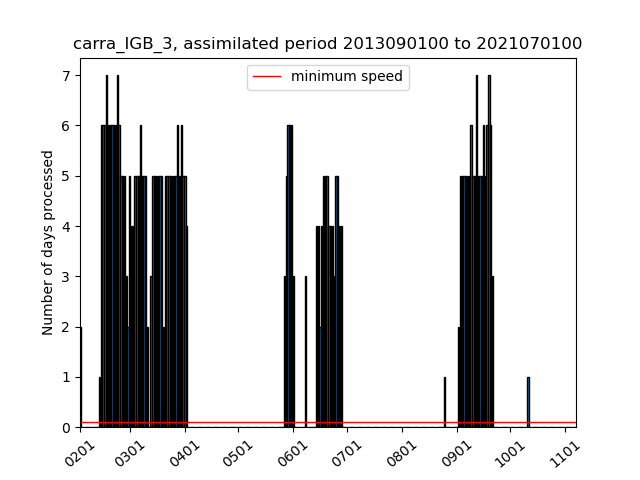 carra_IGB_3, assimilated period 2013090100 to 2021070100
minimum speed
Number of days processed
7
6
5
4
3
2
1
0
0201 0301 0401 0501 0601 0701 0801 0901 1001 1101